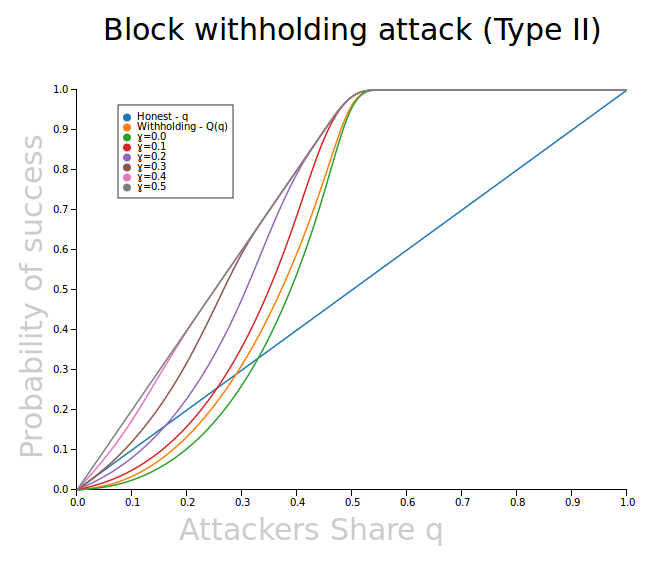 Block withholding attack (Type II)
1.0
0.9
0.8
0.7
0.6
0.5
0.4
0.3
0.2
0.1
0.0
Probability of success
Honest - q
Withholding - Q(q)
ɣ=0.0
ɣ=0.1
ɣ=0.2
ɣ=0.3
ɣ=0.4
ɣ=0.5
0.0 0.1 0.2 0.3 0.4 0.5 0.6 0.7 0.8 0.9 1.0
Attackers Share q